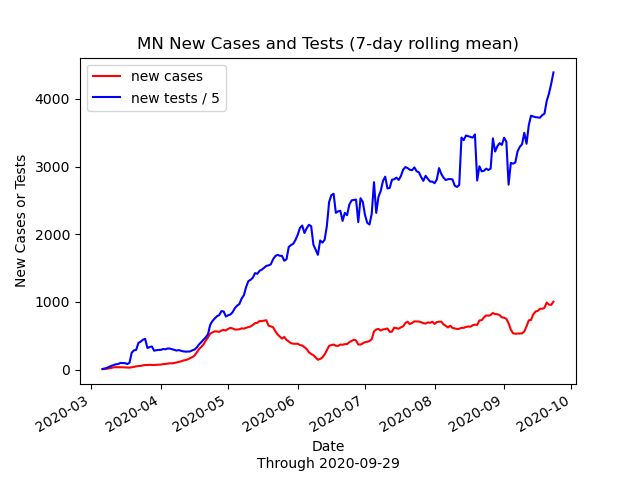 MN New Cases and Tests (7-day rolling mean)
new cases
new tests / 5
New Cases or Tests
4000
3000
2000
1000
0
2020-03
2020-04
2020-05
2020-06
2020-07
2020-08
2020-09
2020-10
Date
Through 2020-09-29